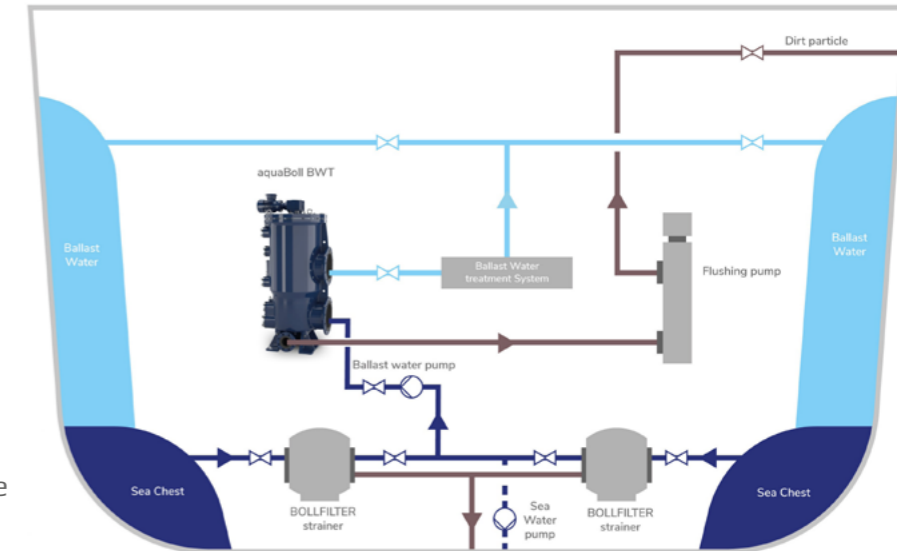 Dirt particle
aquaBoll BWT
Ballast
Water
Ballast Water
treatment System
Flushing pump
Ballast
Water
Ballast water pump
Sea Chest
BOLLFILTER
strainer
Sea
Water
pump
BOLLFILTER
strainer
Sea Chest
e